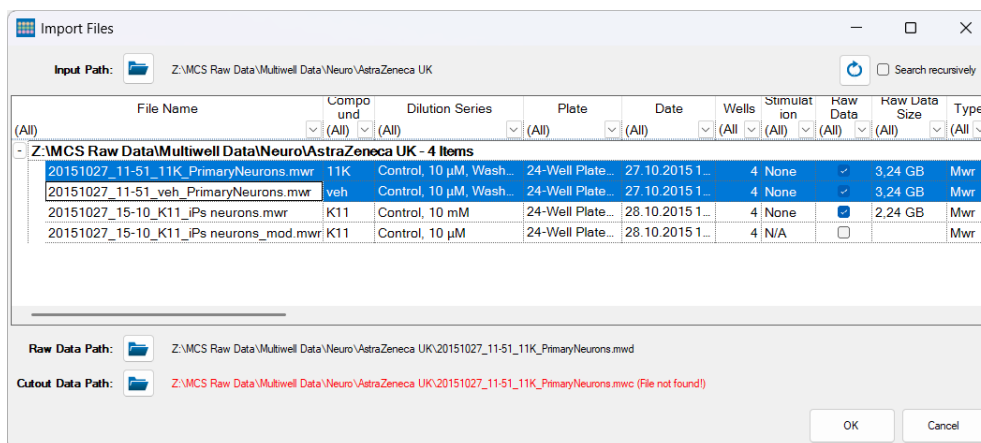 Import Files
Input Path: Z:\MCS Raw Data\Multiwell Data\Neuro\AstraZeneca UK Search recursively
File Name Compound Dilution Series Plate Date Wells Stimulation Raw Data Raw Data Size Type
(All) (All) (All) (All) (All) (All (All) (All) (All) (All
- Z:\MCS Raw Data\Multiwell Data\Neuro\AstraZeneca UK - 4 Items
20151027_11-51_11K_PrimaryNeurons.mwr 11K Control, 10 µM, Wash... 24-Well Plate... 27.10.2015 1... 4 None 3,24 GB Mwr
20151027_11-51_veh_PrimaryNeurons.mwr veh Control, 10 µM, Wash... 24-Well Plate... 27.10.2015 1... 4 None 3,24 GB Mwr
20151027_15-10_K11_iPs neurons.mwr K11 Control, 10 mM 24-Well Plate... 28.10.2015 1... 4 None 2,24 GB Mwr
20151027_15-10_K11_iPs neurons_mod.mwr K11 Control, 10 µM 24-Well Plate... 28.10.2015 1... 4 N/A Mwr
Raw Data Path: Z:\MCS Raw Data\Multiwell Data\Neuro\AstraZeneca UK\20151027_11-51_11K_PrimaryNeurons.mwd
Cutout Data Path: Z:\MCS Raw Data\Multiwell Data\Neuro\AstraZeneca UK\20151027_11-51_11K_PrimaryNeurons.mwc (File not found!)
OK Cancel